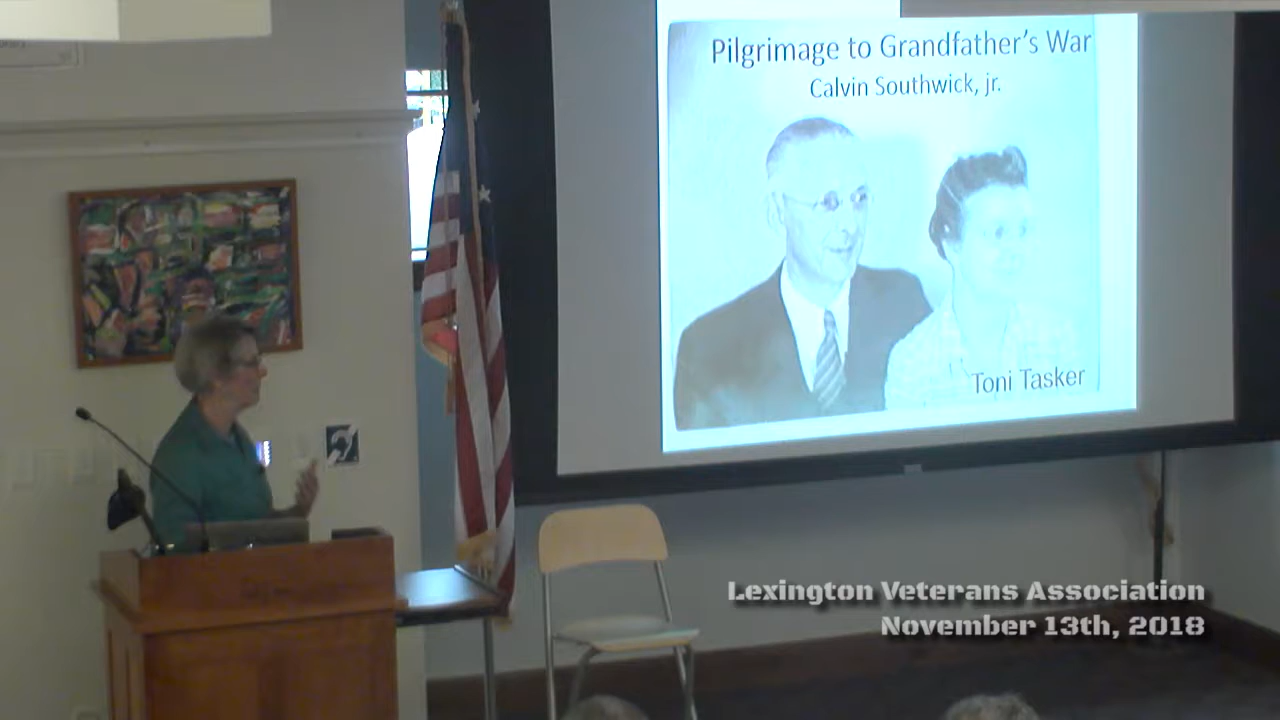 Pilgrimage to Grandfather's War
Calvin Southwick, jr.
Toni Tasker
Lexington Veterans Association
November 13th, 2018